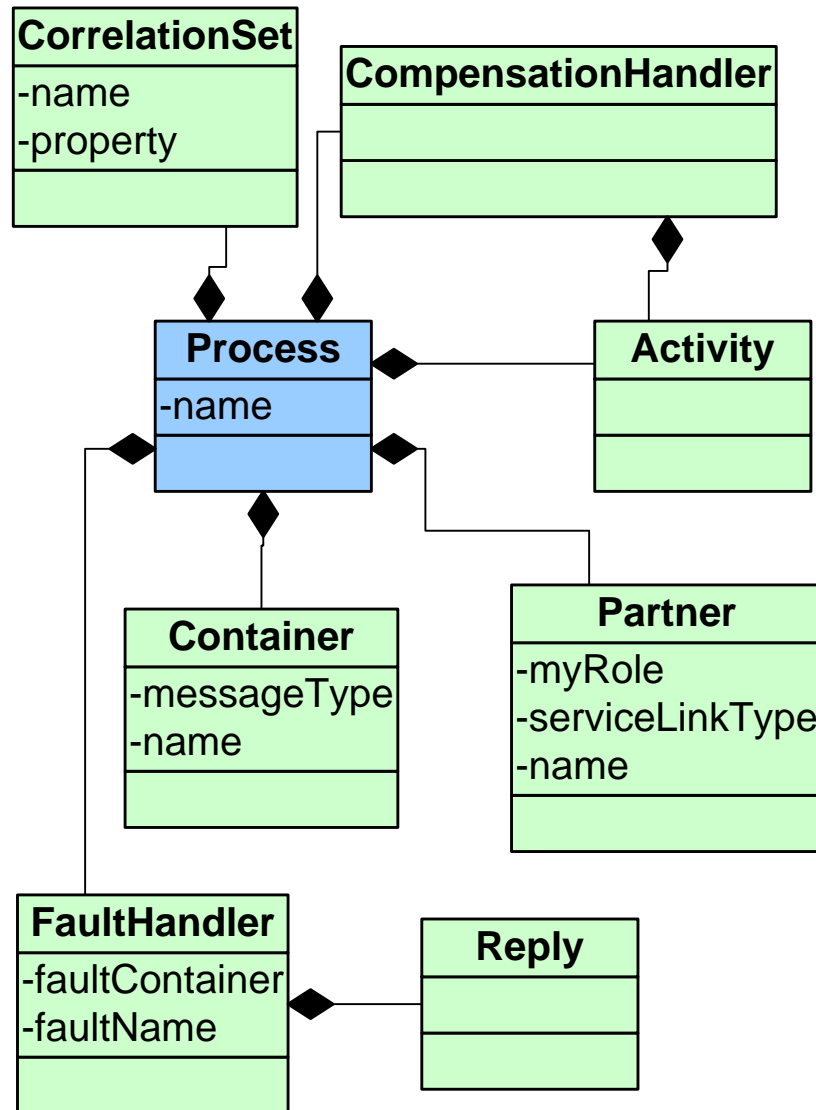 CorrelationSet
-name
-property
CompensationHandler
Process
-name
Activity
Container
-messageType
-name
Partner
-myRole
-serviceLinkType
-name
FaultHandler
-faultContainer
-faultName
Reply